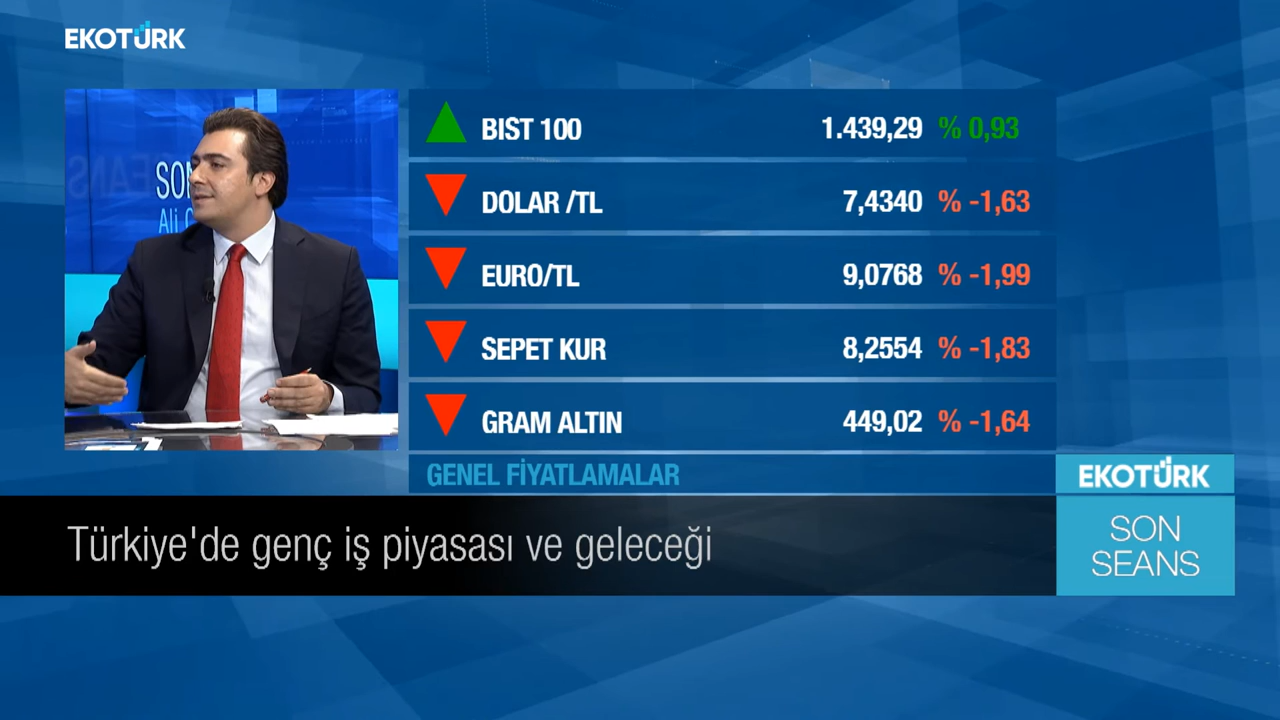 EKOTÜRK
SON
Ali
BIST 100 1.439,29 % 0,93
DOLAR /TL 7,4340 % -1,63
EURO/TL 9,0768 % -1,99
SEPET KUR 8,2554 % -1,83
GRAM ALTIN 449,02 % -1,64
GENEL FİYATLAMALAR
EKOTÜRK
Türkiye'de genç iş piyasası ve geleceği
SON
SEANS